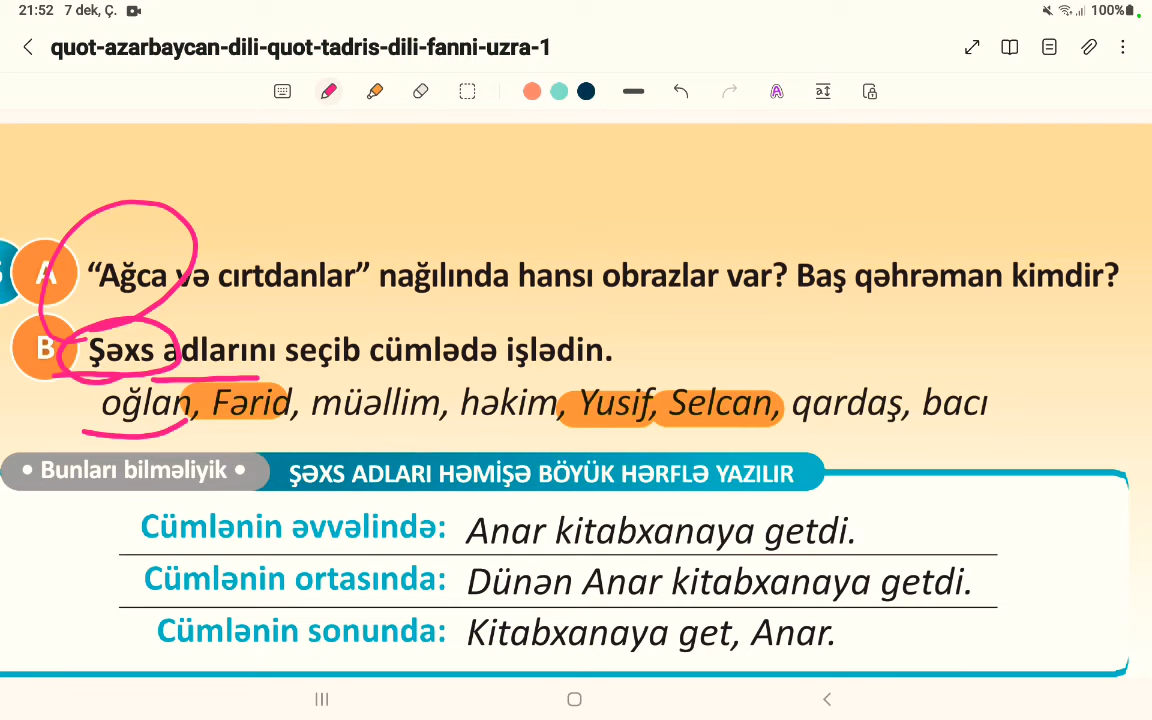 21:52 7 dek, Ç. 100%
quot-azarbaycan-dili-quot-tadris-dili-fanni-uzra-1
A “Ağca və cırtdanlar” nağılında hansı obrazlar var? Baş qəhrəman kimdir?
B Şəxs adlarını seçib cümlədə işlədin.
oğlan, Fərid, müəllim, həkim, Yusif, Selcan, qardaş, bacı
• Bunları bilməliyik • ŞƏXS ADLARI HƏMİŞƏ BÖYÜK HƏRFLƏ YAZILIR
Cümlənin əvvəlində: Anar kitabxanaya getdi.
Cümlənin ortasında: Dünən Anar kitabxanaya getdi.
Cümlənin sonunda: Kitabxanaya get, Anar.